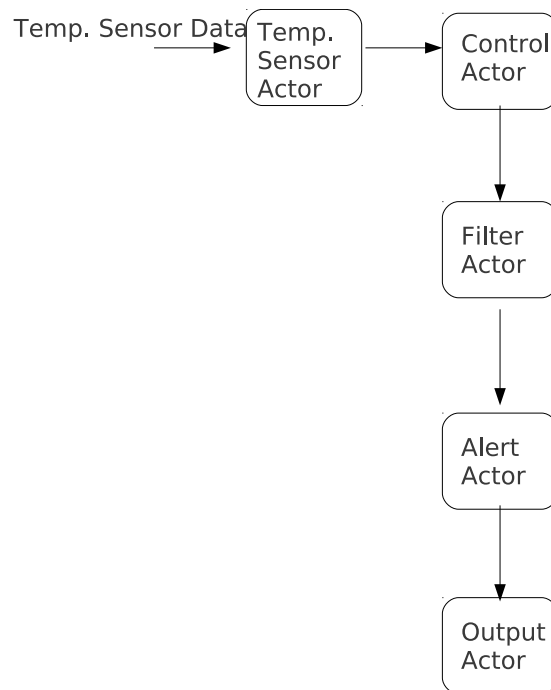 Temp. Sensor Data
Temp.
Sensor
Actor
Control
Actor
Filter
Actor
Alert
Actor
Output
Actor